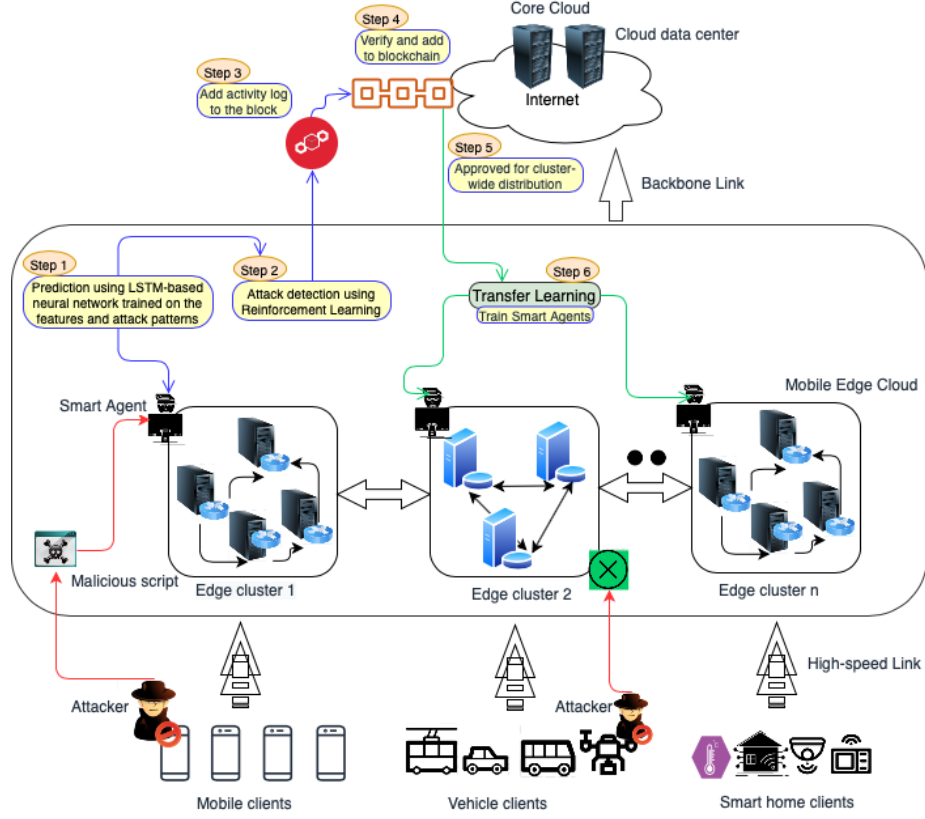 Core Cloud
Step 4
Verify and add
to blockchain
Cloud data center
Step 3
Add activity log
to the block
Internet
Step 5
Approved for cluster-
wide distribution
Backbone Link
Step 1
Prediction using LSTM-based
neural network trained on the
features and attack patterns
Step 2
Attack detection using
Reinforcement Learning
Step 6
Transfer Learning
Train Smart Agents
Smart Agent
Mobile Edge Cloud
Malicious script
Edge cluster 1
Edge cluster 2
Edge cluster n
High-speed Link
Attacker
Attacker
Mobile clients
Vehicle clients
Smart home clients